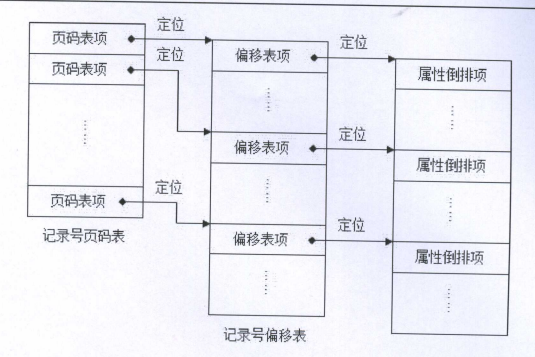 页码表项
定位
页码表项
定位
……
页码表项
定位
记录号页码表
偏移表项
定位
……
偏移表项
定位
……
偏移表项
定位
……
记录号偏移表
属性倒排项
……
属性倒排项
……
属性倒排项
……